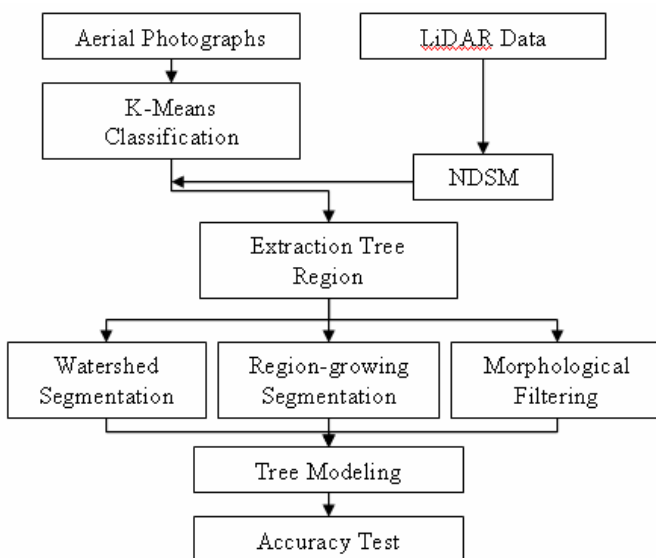 Aerial Photographs
LiDAR Data
K-Means
Classification
NDSM
Extraction Tree
Region
Watershed
Segmentation
Region-growing
Segmentation
Morphological
Filtering
Tree Modeling
Accuracy Test